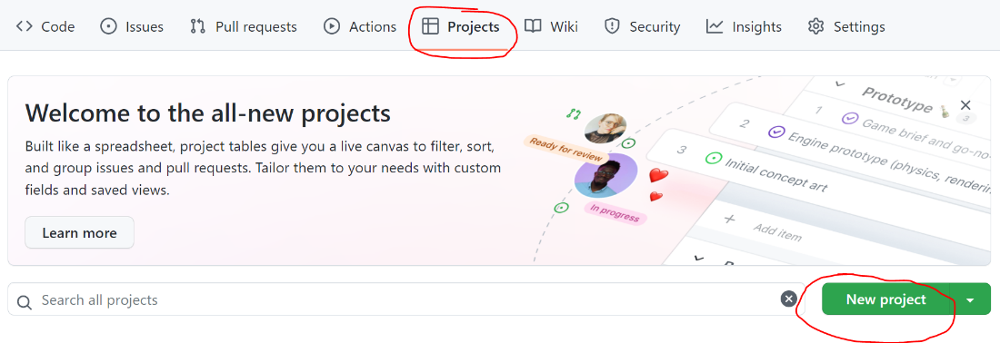 Code Issues Pull requests Actions Projects Wiki Security Insights Settings
Welcome to the all-new projects
Built like a spreadsheet, project tables give you a live canvas to filter, sort,
and group issues and pull requests. Tailor them to your needs with custom
fields and saved views.
Learn more
Ready for review
In progress
Prototype 3
1 Game brief and go-no-
2 Engine prototype (physics, renderin
3 Initial concept art
+ Add item
Search all projects
New project